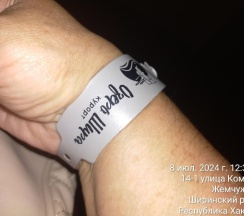 Озеро Шира
курорт
8 июл. 2024 г. 12:3
14-1 улица Ком
Жемчуж
Ширинский р
Республика Хак